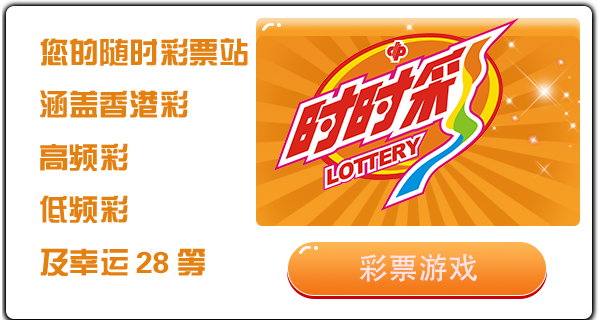 您的随时彩票站
涵盖香港彩
高频彩
低频彩
及幸运 28 等
时时彩
LOTTERY
彩票游戏